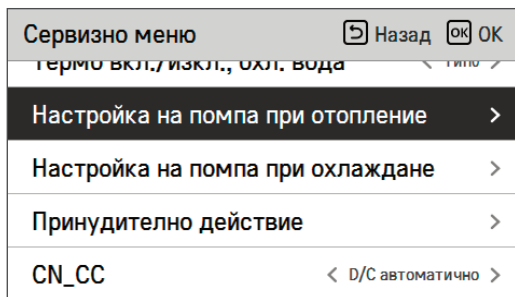 Сервизно меню Назад OK OK
Термо вкл./изкл., охл. вода < Типо >
Настройка на помпа при отопление >
Настройка на помпа при охлаждане >
Принудително действие >
CN_CC < D/C автоматично >